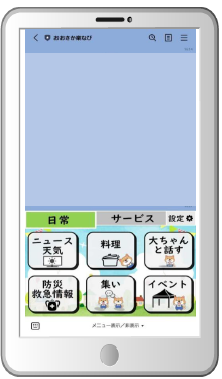 おおさか楽なび
日常
サービス
設定
ニュース
天気
料理
大ちゃん
と話す
防災
救急情報
集い
イベント
メニュー表示/非表示 ▾